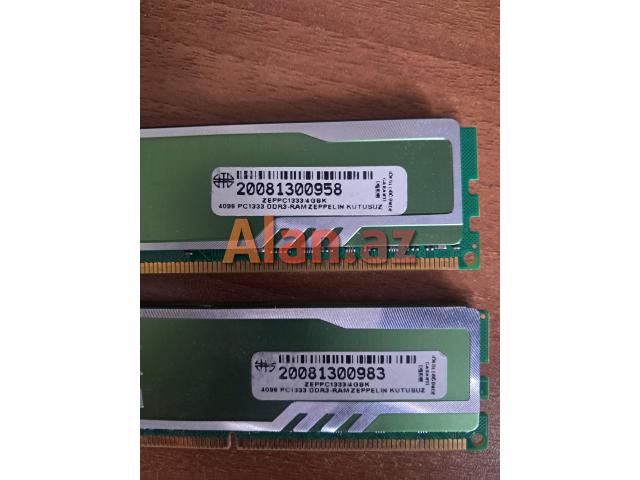 20081300958
ZEPPC1333/4GBK
4096 PC1333 DDR3-RAM ZEPPELIN KUTUSUZ
Alan.az
S
20081300983
ZEPPC1333/4GBK
4096 PC1333 DDR3-RAM ZEPPELIN KUTUSUZ